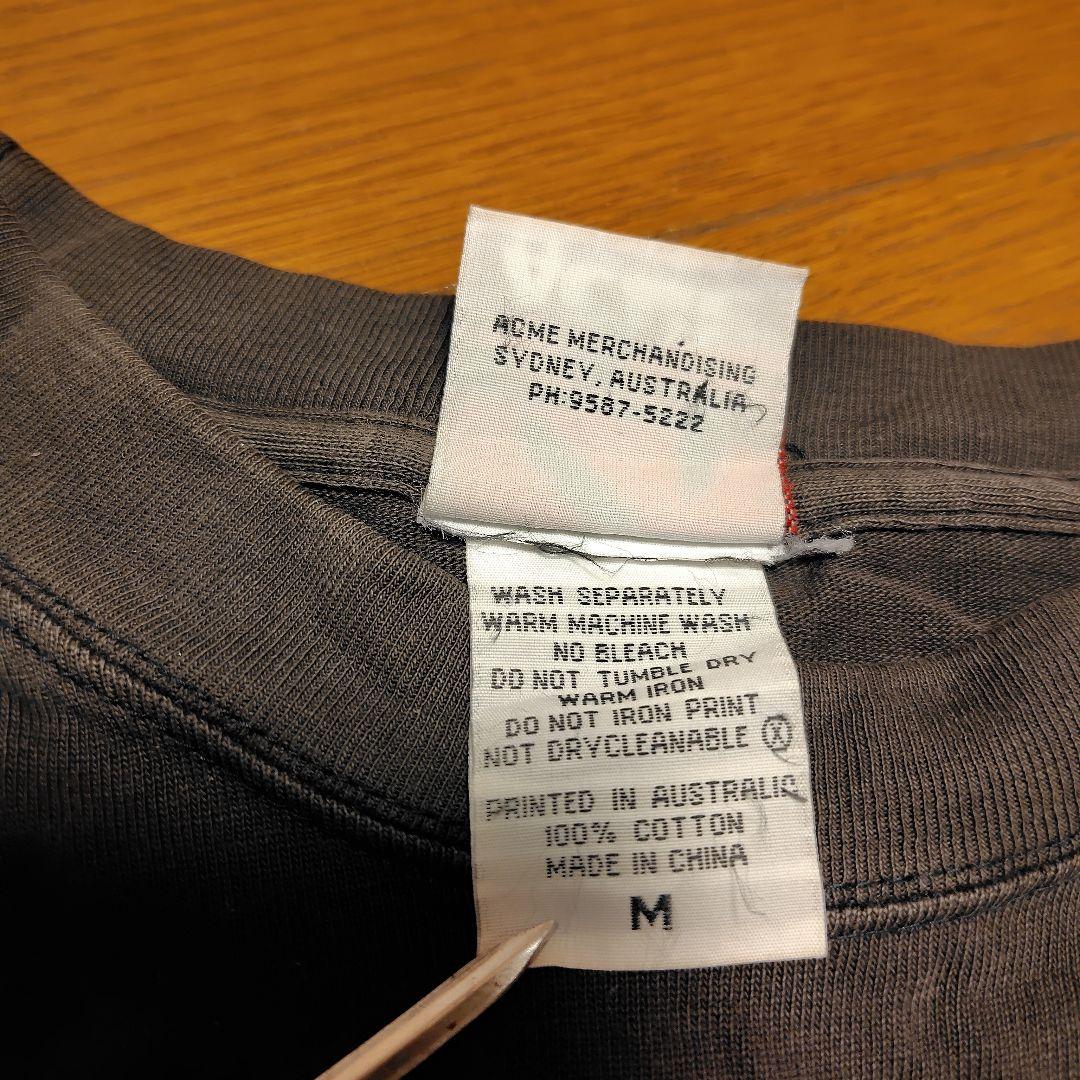 ACME MERCHANDISING
SYDNEY, AUSTRALIA
PH:9587-5222
WASH SEPARATELY
WARM MACHINE WASH
NO BLEACH
DO NOT TUMBLE DRY
WARM IRON
DO NOT IRON PRINT
NOT DRYCLEANABLE Ⓧ
PRINTED IN AUSTRALIA
100% COTTON
MADE IN CHINA
M